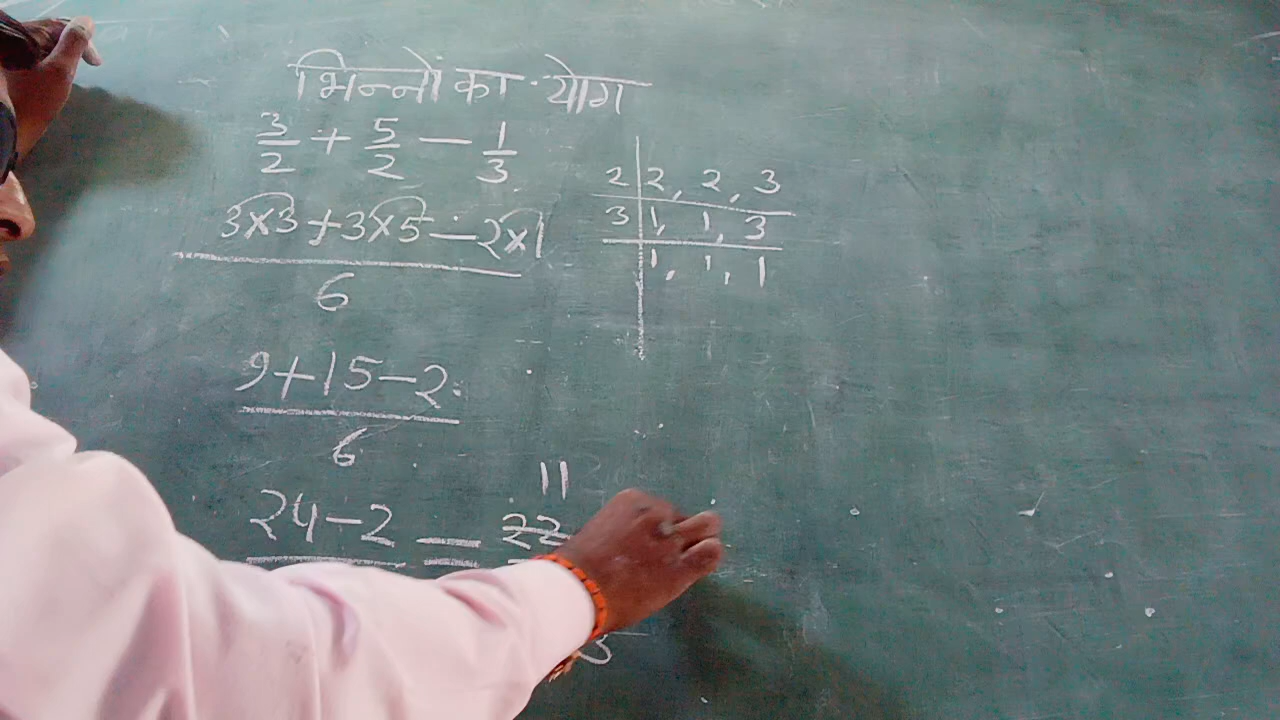 भिन्नों का योग
3/2 + 5/2 - 1/3
2 | 2, 2, 3
3 | 1, 1, 3
1, 1, 1
3×3+3×5-2×1
6
9+15-2
6
11
24-2 = 22
3